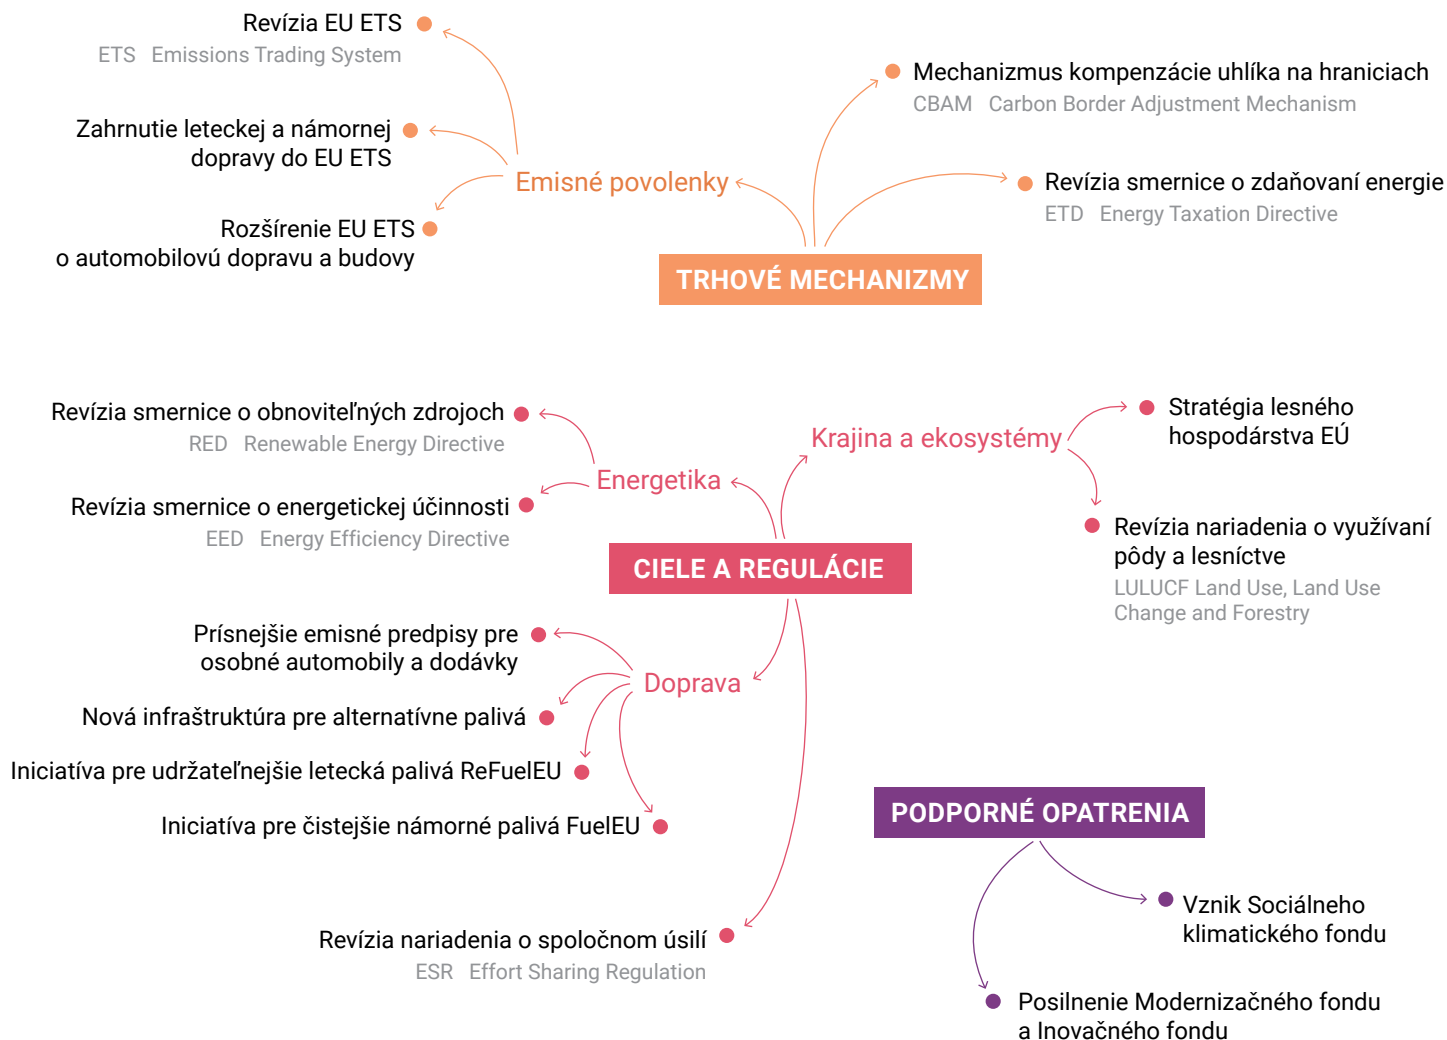 Revízia EU ETS
ETS Emissions Trading System
Zahrnutie leteckej a námornej
dopravy do EU ETS
Rozšírenie EU ETS
o automobilovú dopravu a budovy
Emisné povolenky
Mechanizmus kompenzácie uhlíka na hraniciach
CBAM Carbon Border Adjustment Mechanism
Revízia smernice o zdaňovaní energie
ETD Energy Taxation Directive
TRHOVÉ MECHANIZMY
Revízia smernice o obnoviteľných zdrojoch
RED Renewable Energy Directive
Revízia smernice o energetickej účinnosti
EED Energy Efficiency Directive
Energetika
Krajina a ekosystémy
Stratégia lesného
hospodárstva EÚ
Revízia nariadenia o využívaní
pôdy a lesníctve
LULUCF Land Use, Land Use
Change and Forestry
CIELE A REGULÁCIE
Prísnejšie emisné predpisy pre
osobné automobily a dodávky
Doprava
Nová infraštruktúra pre alternatívne palivá
Iniciatíva pre udržateľnejšie letecká palivá ReFuelEU
Iniciatíva pre čistejšie námorné palivá FuelEU
Revízia nariadenia o spoločnom úsilí
ESR Effort Sharing Regulation
PODPORNÉ OPATRENIA
Vznik Sociálneho
klimatického fondu
Posilnenie Modernizačného fondu
a Inovačného fondu